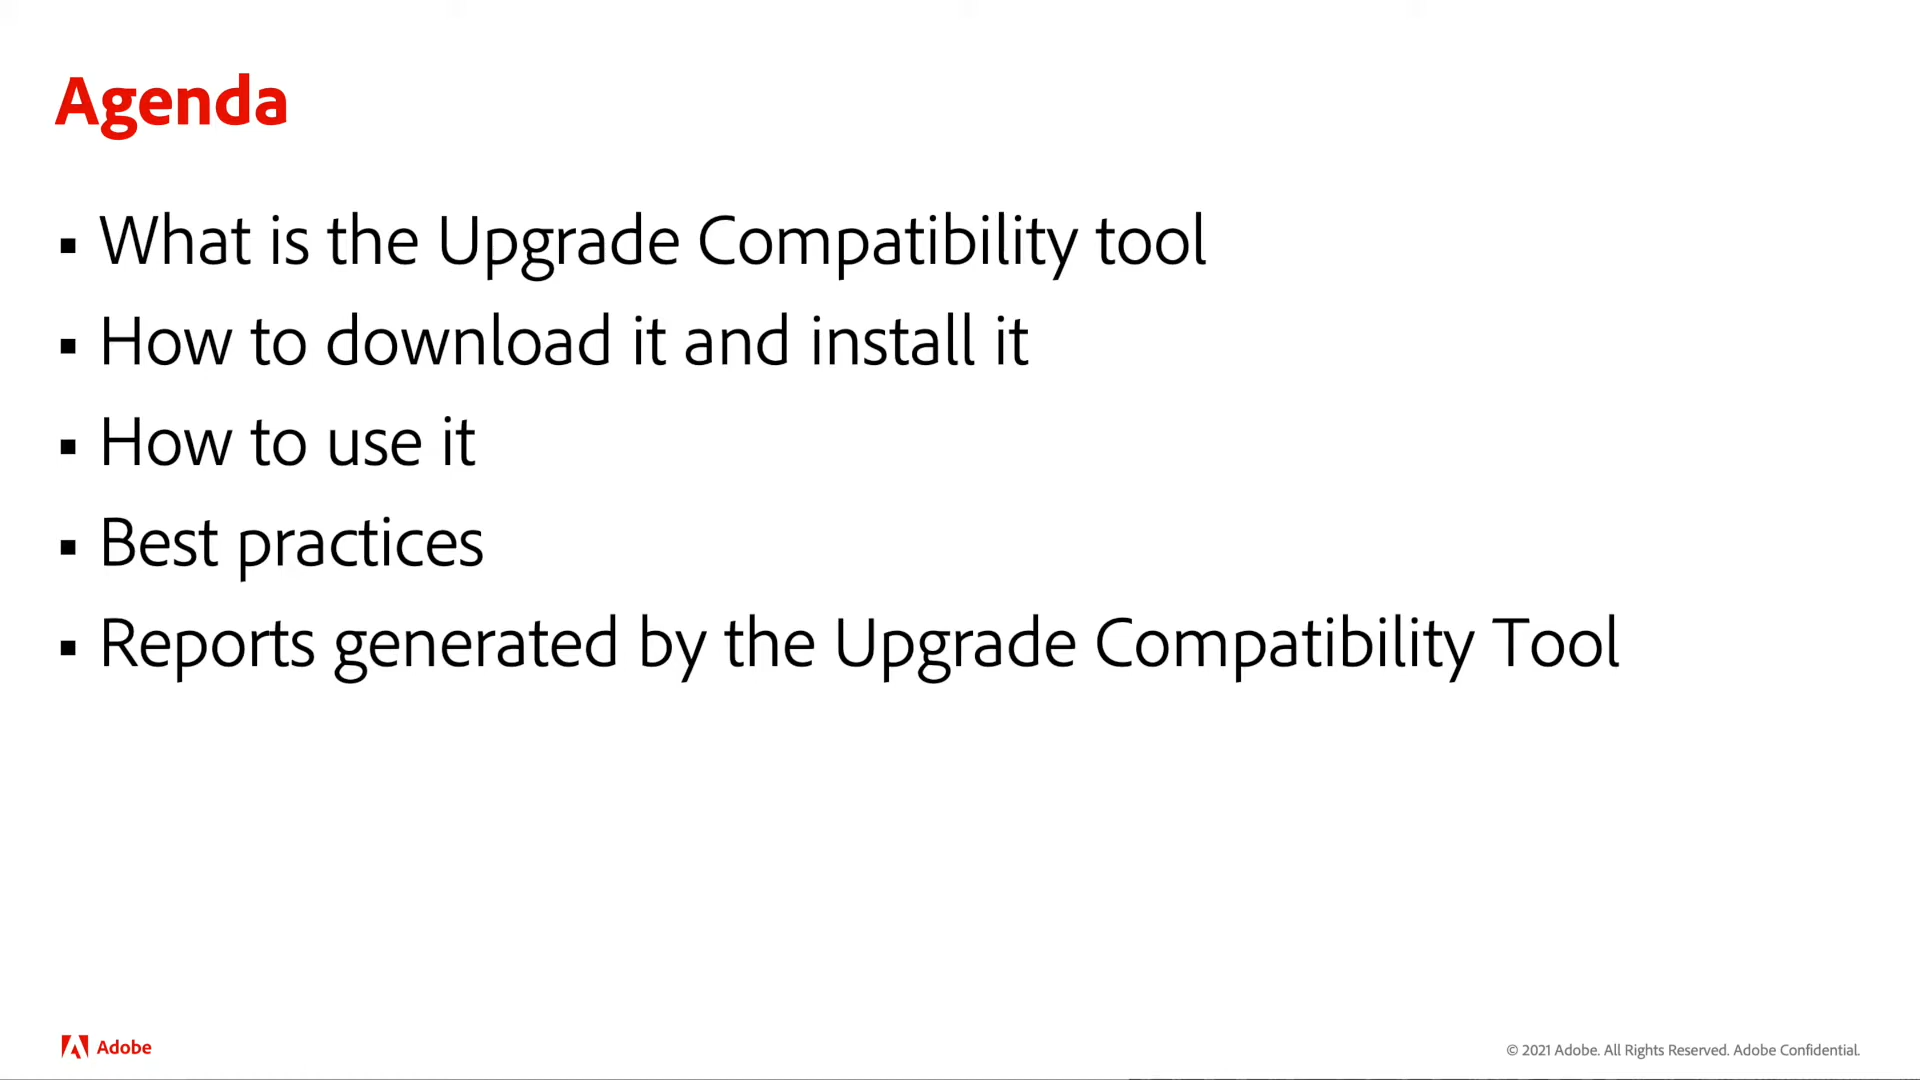 Agenda
▪ What is the Upgrade Compatibility tool
▪ How to download it and install it
▪ How to use it
▪ Best practices
▪ Reports generated by the Upgrade Compatibility Tool
Adobe
© 2021 Adobe. All Rights Reserved. Adobe Confidential.